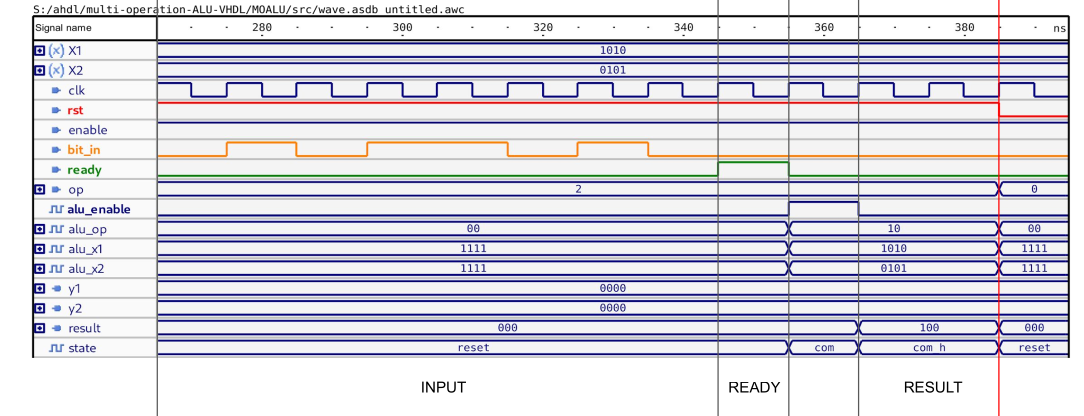 S:/ahdl/multi-operation-ALU-VHDL/MOALU/src/wave.asdb untitled.awc
Signal name 280 300 320 340 360 380 ns
(x) X1 1010
(x) X2 0101
clk
rst
enable
bit_in
ready
op 2 0
alu_enable
alu_op 00 10 00
alu_x1 1111 1010 1111
alu_x2 1111 0101 1111
y1 0000
y2 0000
result 000 100 000
state reset com com h reset
INPUT READY RESULT